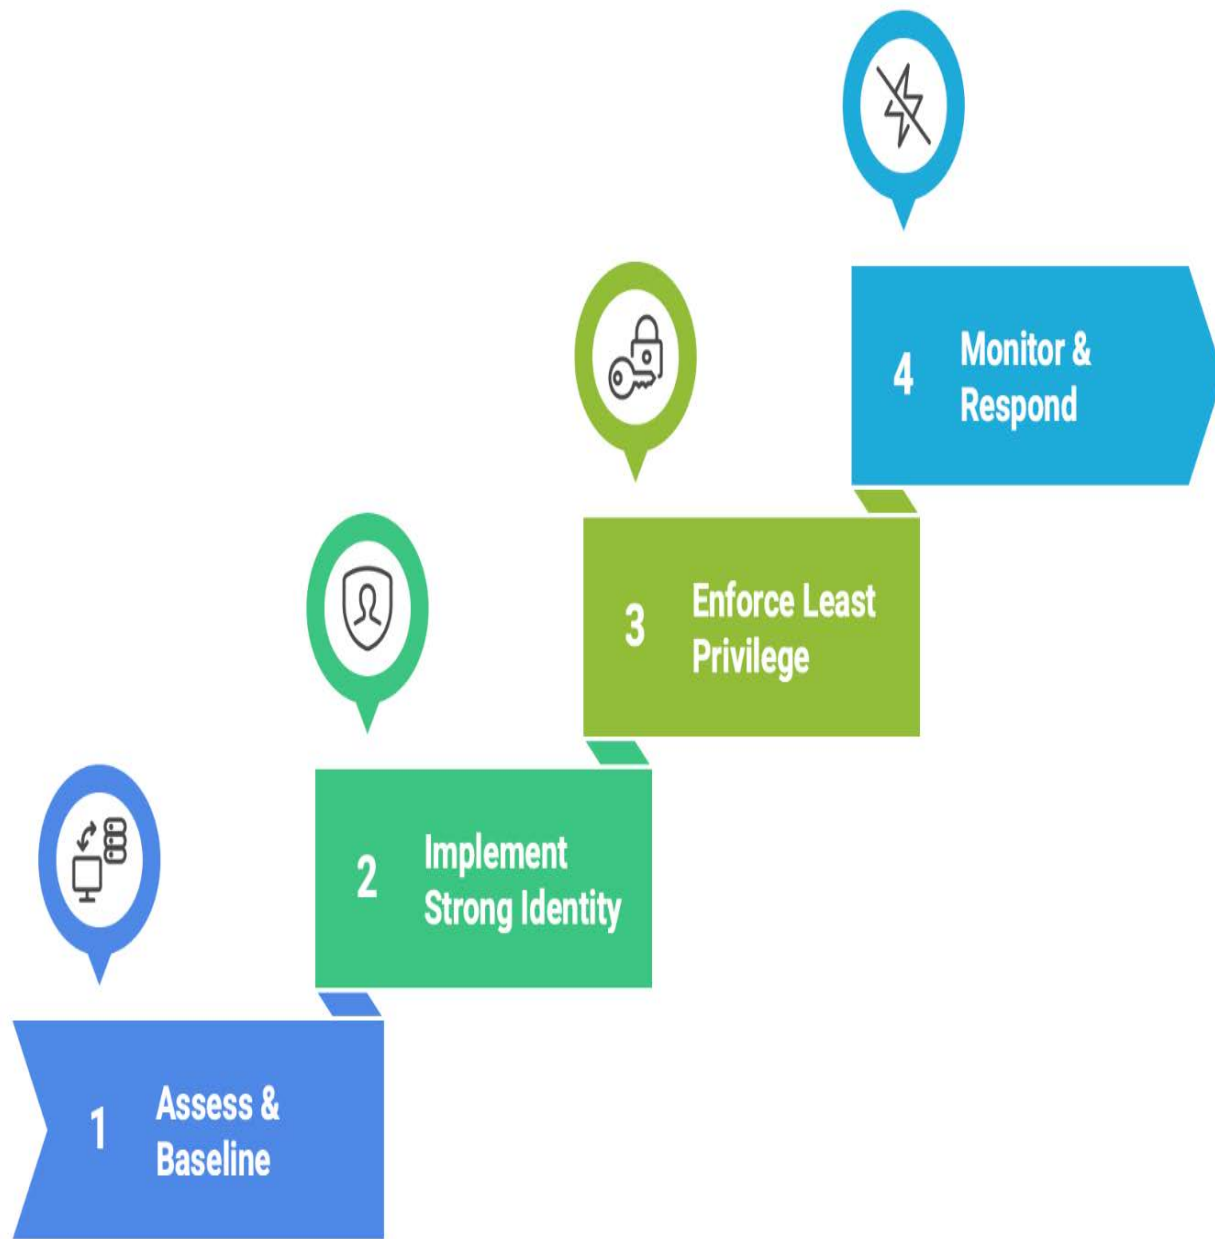 1
Assess &
Baseline
2
Implement
Strong Identity
3
Enforce Least
Privilege
4
Monitor &
Respond